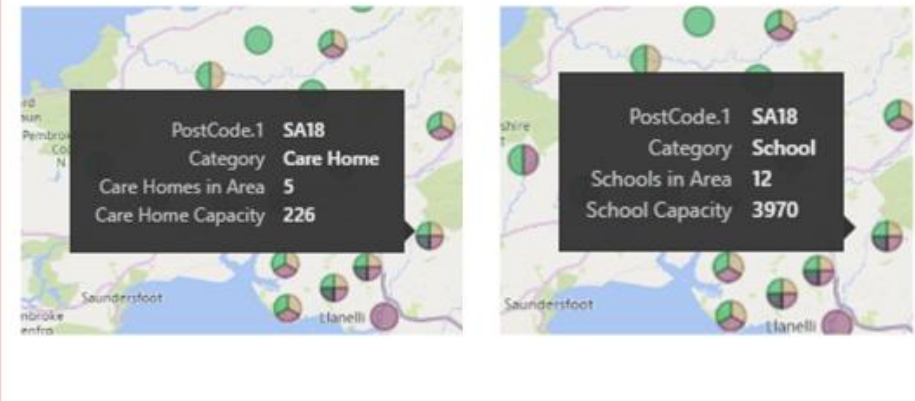 PostCode.1 SA18
Category Care Home
Care Homes in Area 5
Care Home Capacity 226
Saundersfoot
Llanelli
PostCode.1 SA18
Category School
Schools in Area 12
School Capacity 3970
Saundersfoot
Llanelli